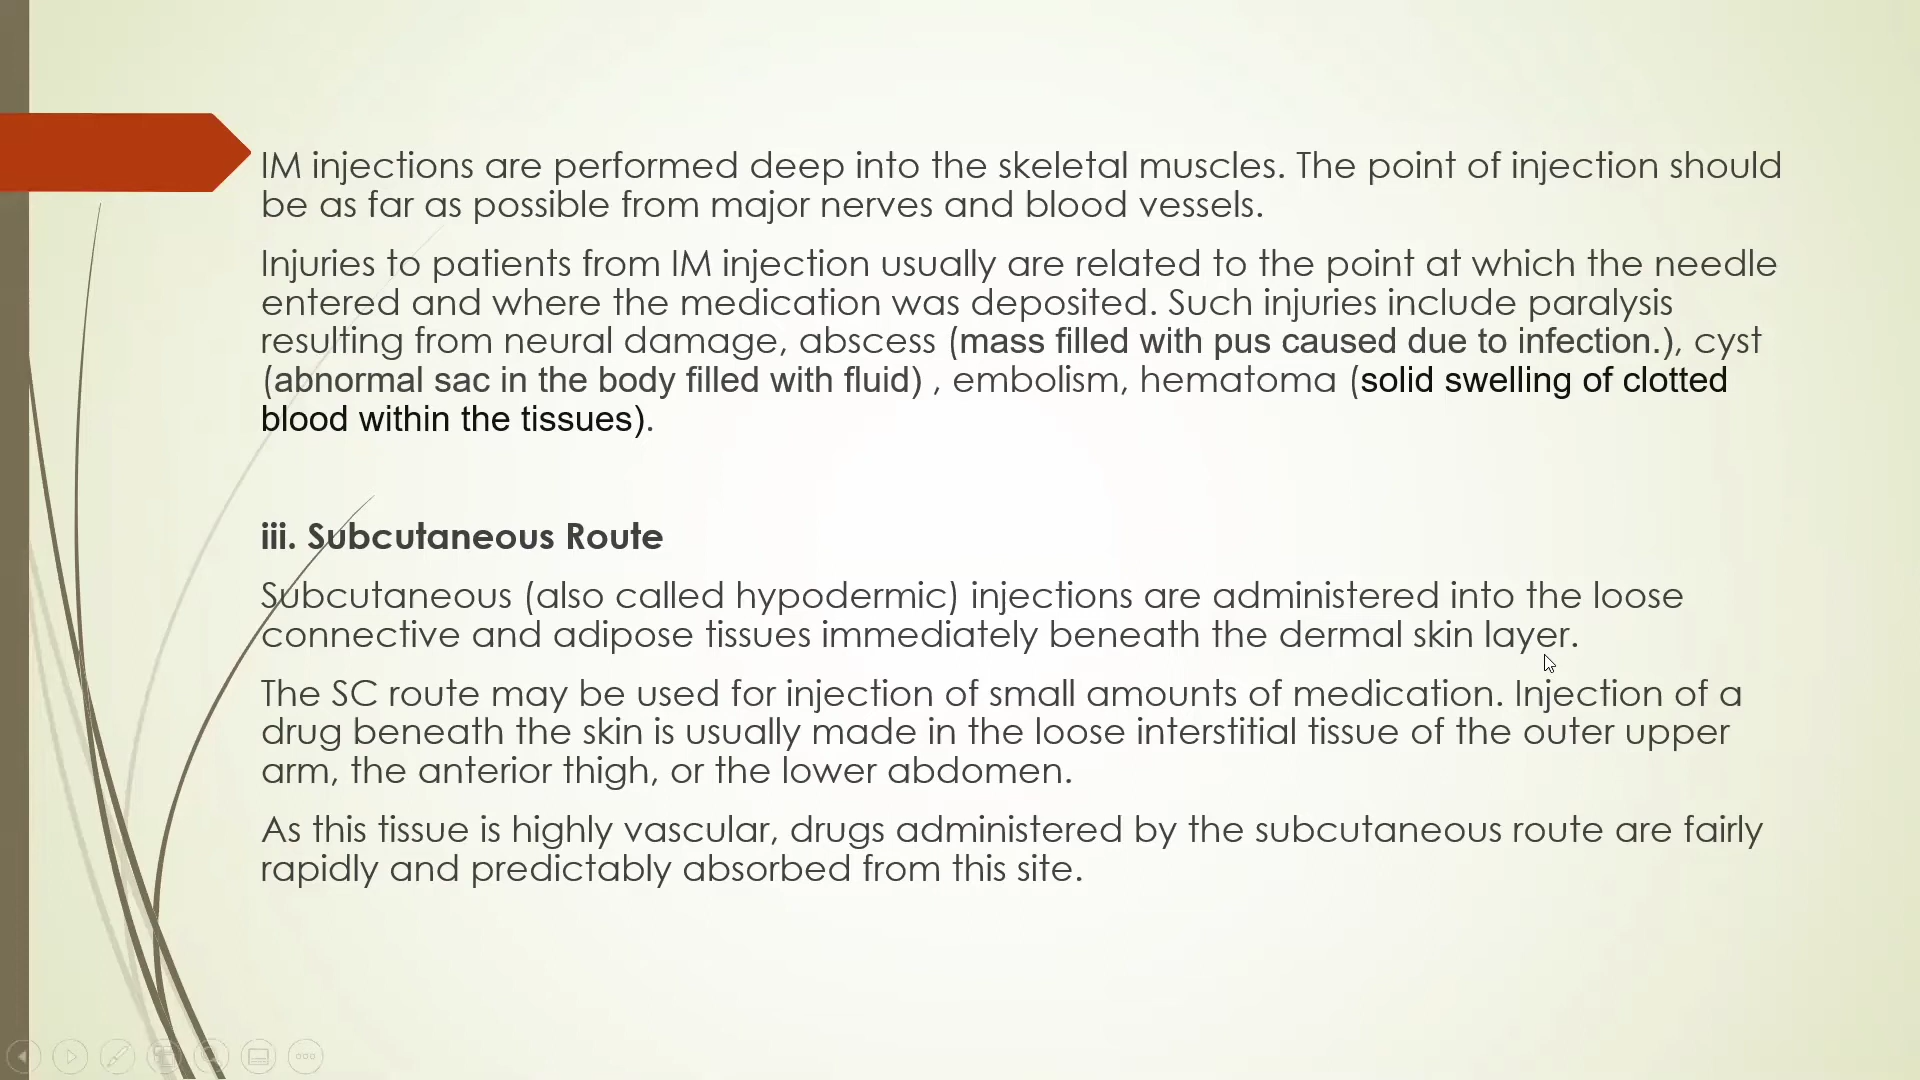 IM injections are performed deep into the skeletal muscles. The point of injection should
be as far as possible from major nerves and blood vessels.
Injuries to patients from IM injection usually are related to the point at which the needle
entered and where the medication was deposited. Such injuries include paralysis
resulting from neural damage, abscess (mass filled with pus caused due to infection.), cyst
(abnormal sac in the body filled with fluid) , embolism, hematoma (solid swelling of clotted
blood within the tissues).
iii. Subcutaneous Route
Subcutaneous (also called hypodermic) injections are administered into the loose
connective and adipose tissues immediately beneath the dermal skin layer.
The SC route may be used for injection of small amounts of medication. Injection of a
drug beneath the skin is usually made in the loose interstitial tissue of the outer upper
arm, the anterior thigh, or the lower abdomen.
As this tissue is highly vascular, drugs administered by the subcutaneous route are fairly
rapidly and predictably absorbed from this site.